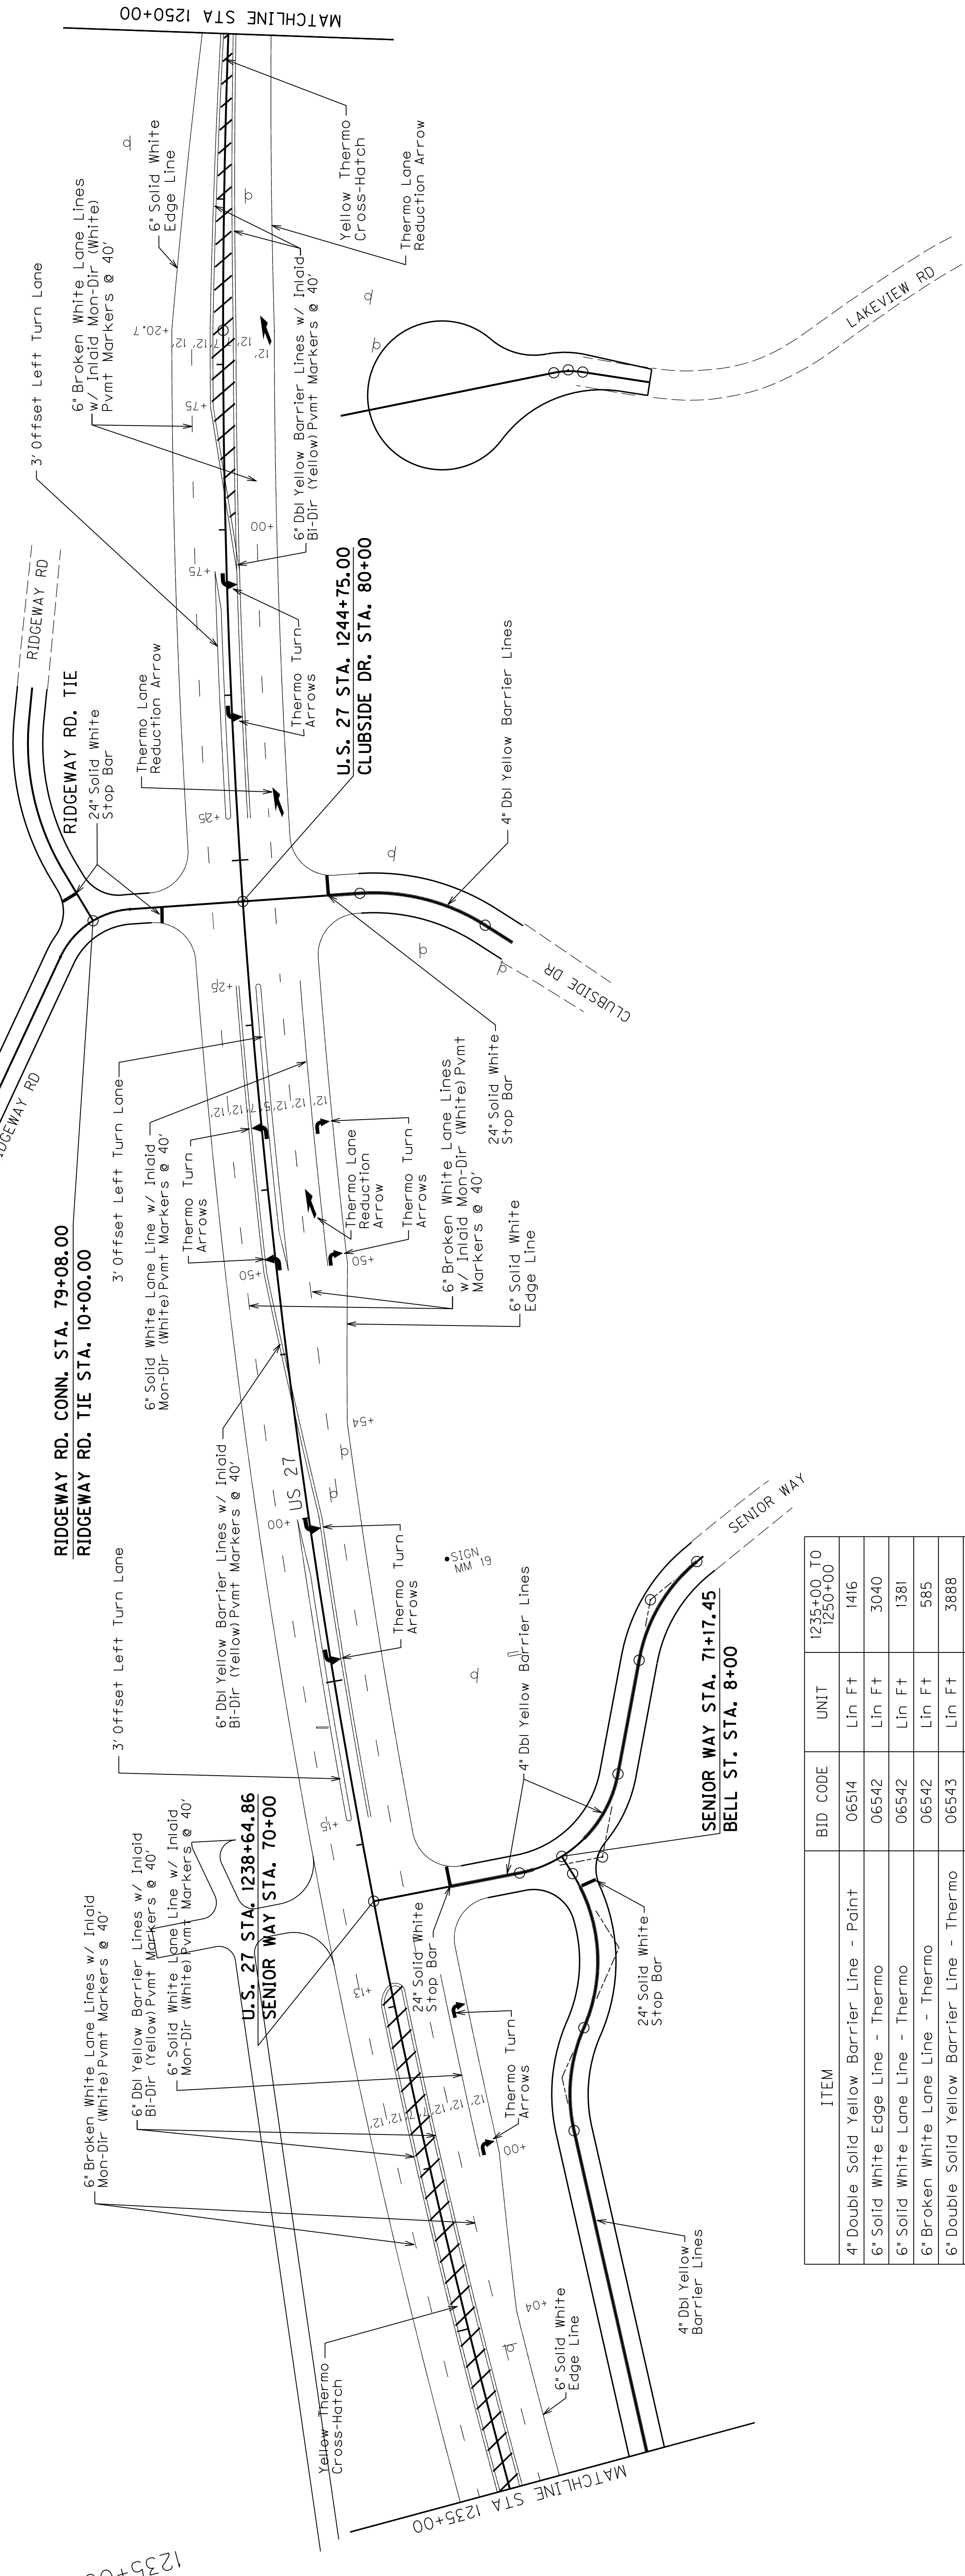 MATCHLINE STA 1250+00
6" Solid White
Edge Line
6" Broken White Lane Lines
w/ Inlaid Mon-Dir (White)
Pvmt Markers @ 40'
3' Offset Left Turn Lane
Yellow Thermo
Cross-Hatch
Thermo Lane
Reduction Arrow
6" Dbl Yellow Barrier Lines w/ Inlaid
Bi-Dir (Yellow) Pvmt Markers @ 40'
+20.7
+75
+00
+75
12'
LAKEVIEW RD
RIDGEWAY RD
RIDGEWAY RD. TIE
24" Solid White
Stop Bar
Thermo Lane
Reduction Arrow
Thermo Turn
Arrows
U.S. 27 STA. 1244+75.00
CLUBSIDE DR. STA. 80+00
4" Dbl Yellow Barrier Lines
+25
+25
CLUBSIDE DR
RIDGEWAY RD. CONN. STA. 79+08.00
RIDGEWAY RD. TIE STA. 10+00.00
3' Offset Left Turn Lane
6" Solid White Lane Line w/ Inlaid
Mon-Dir (White) Pvmt Markers @ 40'
Thermo Turn
Arrows
Thermo Lane
Reduction
Arrow
Thermo Turn
Arrows
6" Broken White Lane Lines
w/ Inlaid Mon-Dir (White) Pvmt
Markers @ 40'
24" Solid White
Stop Bar
6" Solid White
Edge Line
+50
+50
+54
6" Dbl Yellow Barrier Lines w/ Inlaid
Bi-Dir (Yellow) Pvmt Markers @ 40'
US 27
+00
3' Offset Left Turn Lane
Thermo Turn
Arrows
SIGN
MM 19
4" Dbl Yellow Barrier Lines
SENIOR WAY
SENIOR WAY STA. 71+17.45
BELL ST. STA. 8+00
+15
U.S. 27 STA. 1238+64.86
SENIOR WAY STA. 70+00
6" Broken White Lane Lines w/ Inlaid
Mon-Dir (White) Pvmt Markers @ 40'
6" Dbl Yellow Barrier Lines w/ Inlaid
Bi-Dir (Yellow) Pvmt Markers @ 40'
6" Solid White Lane Line w/ Inlaid
Mon-Dir (White) Pvmt Markers @ 40'
+13
24" Solid White
Stop Bar
Thermo Turn
Arrows
24" Solid White
Stop Bar
+00
+04
Yellow Thermo
Cross-Hatch
6" Solid White
Edge Line
4" Dbl Yellow
Barrier Lines
MATCHLINE STA 1235+00
ITEM BID CODE UNIT 1235+00 TO 1250+00
4" Double Solid Yellow Barrier Line - Paint 06514 Lin Ft 1416
6" Solid White Edge Line - Thermo 06542 Lin Ft 3040
6" Solid White Lane Line - Thermo 06542 Lin Ft 1381
6" Broken White Lane Line - Thermo 06542 Lin Ft 585
6" Double Solid Yellow Barrier Line - Thermo 06543 Lin Ft 3888